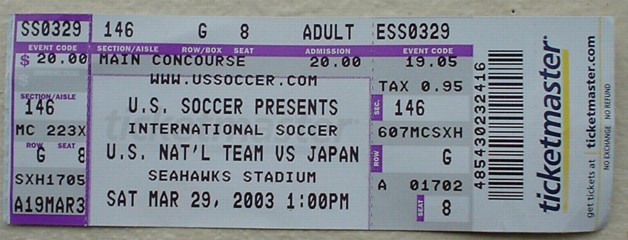 SS0329 146 G 8 ADULT ESS0329
EVENT CODE SECTION/AISLE ROW/BOX SEAT ADMISSION EVENT CODE
$ 20.00 MAIN CONCOURSE 20.00 19.05
WWW.USSOCCER.COM
TAX 0.95
SECTION/AISLE
146
U.S. SOCCER PRESENTS
SEC.
146
MC 223X
INTERNATIONAL SOCCER
607MCSXH
ROW SEAT
G 8
U.S. NAT'L TEAM VS JAPAN
ROW
G
SXH1705
SEAHAWKS STADIUM
A 01702
A19MAR3
SAT MAR 29, 2003 1:00PM
SEAT
8
485430232416
ticketmaster
get tickets at ticketmaster.com
NO EXCHANGE NO REFUND
ticketmaster